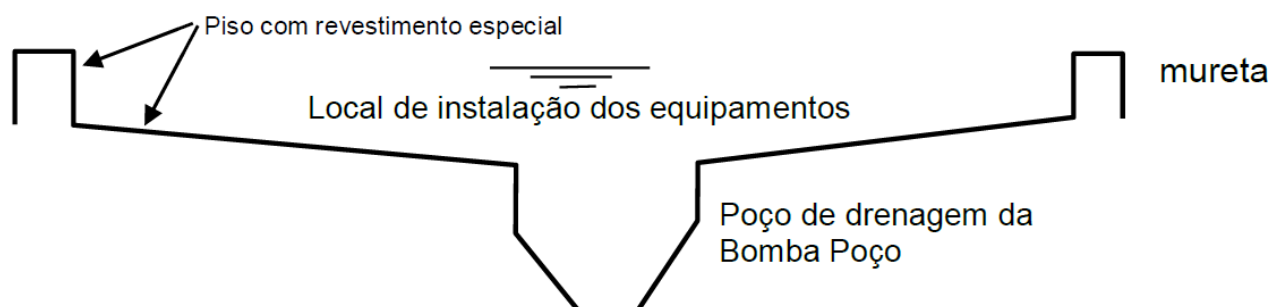 Piso com revestimento especial
mureta
Local de instalação dos equipamentos
Poço de drenagem da
Bomba Poço